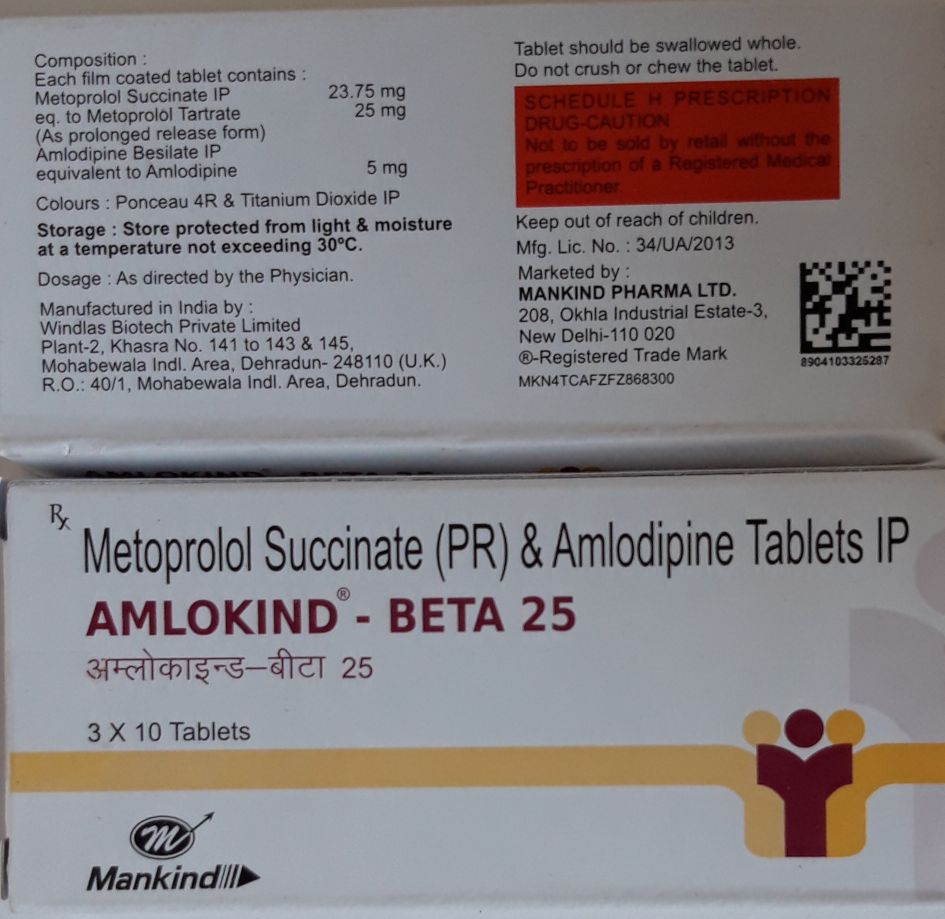 Composition :
Each film coated tablet contains :
Metoprolol Succinate IP 23.75 mg
eq. to Metoprolol Tartrate 25 mg
(As prolonged release form)
Amlodipine Besilate IP
equivalent to Amlodipine 5 mg
Colours : Ponceau 4R & Titanium Dioxide IP
Storage : Store protected from light & moisture
at a temperature not exceeding 30ºC.
Dosage : As directed by the Physician.
Manufactured in India by :
Windlas Biotech Private Limited
Plant-2, Khasra No. 141 to 143 & 145,
Mohabewala Indl. Area, Dehradun- 248110 (U.K.)
R.O.: 40/1, Mohabewala Indl. Area, Dehradun.
Tablet should be swallowed whole.
Do not crush or chew the tablet.
SCHEDULE H PRESCRIPTION
DRUG-CAUTION
Not to be sold by retail without the
prescription of a Registered Medical
Practitioner.
Keep out of reach of children.
Mfg. Lic. No. : 34/UA/2013
Marketed by :
MANKIND PHARMA LTD.
208, Okhla Industrial Estate-3,
New Delhi-110 020
®-Registered Trade Mark
MKN4TCAFZFZ868300
8904103325287
AMLOKIND® - BETA 25
Rx
Metoprolol Succinate (PR) & Amlodipine Tablets IP
AMLOKIND® - BETA 25
अम्लोकाइन्ड–बीटा 25
3 X 10 Tablets
m
Mankind